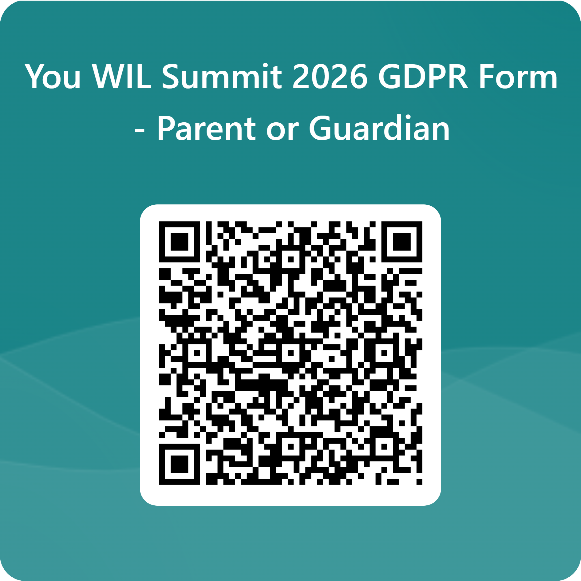 You WIL Summit 2026 GDPR Form
- Parent or Guardian